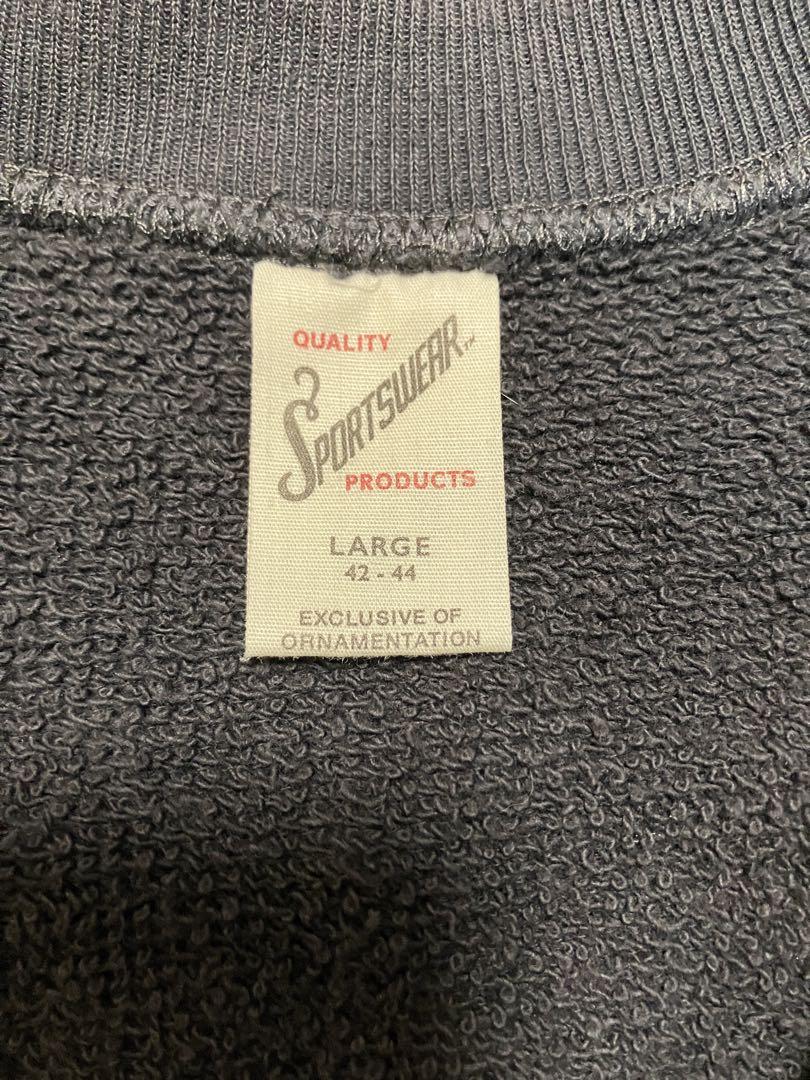 QUALITY
SPORTSWEAR
PRODUCTS
LARGE
42 - 44
EXCLUSIVE OF
ORNAMENTATION